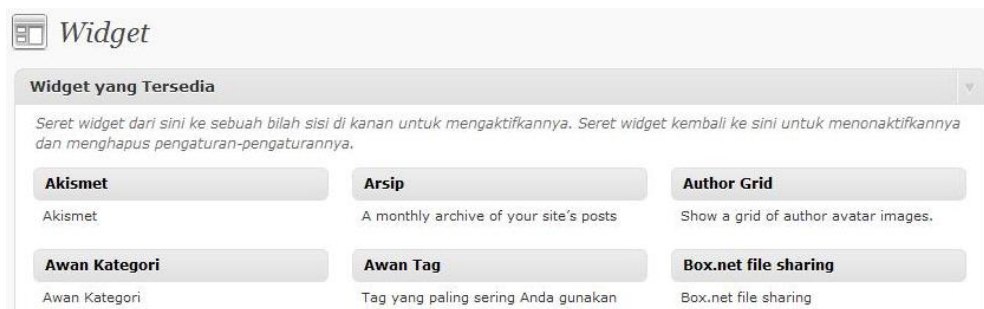 Widget
Widget yang Tersedia
Seret widget dari sini ke sebuah bilah sisi di kanan untuk mengaktifkannya. Seret widget kembali ke sini untuk menonaktifkannya
dan menghapus pengaturan-pengaturannya.
Akismet Arsip Author Grid
Akismet A monthly archive of your site's posts Show a grid of author avatar images.
Awan Kategori Awan Tag Box.net file sharing
Awan Kategori Tag yang paling sering Anda gunakan Box.net file sharing